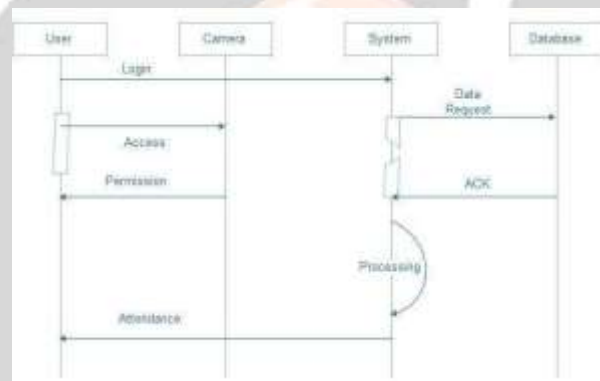 User
Camera
System
Database
Login
Data
Request
Access
Permission
ACK
Processing
Attendance